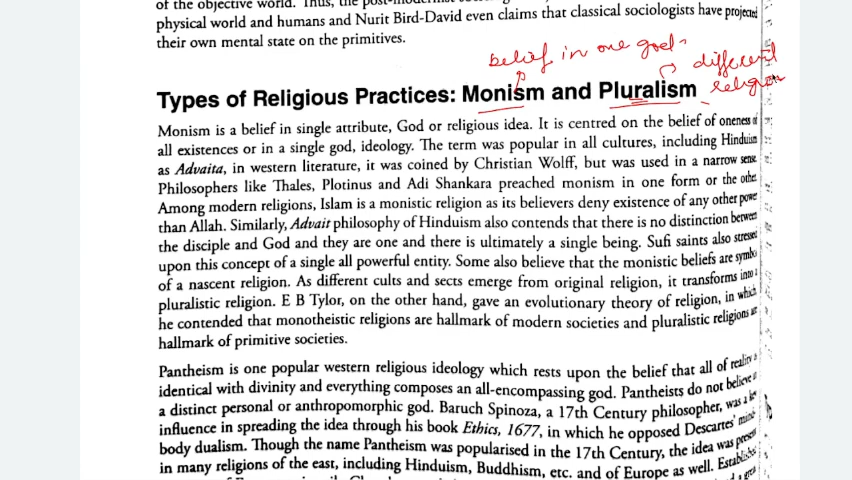 of the objective world. Thus, the post-modernist
physical world and humans and Nurit Bird-David even claims that classical sociologists have projected
their own mental state on the primitives.
belief in one god
different
religion
Types of Religious Practices: Monism and Pluralism
Monism is a belief in single attribute, God or religious idea. It is centred on the belief of oneness of
all existences or in a single god, ideology. The term was popular in all cultures, including Hinduism
as Advaita, in western literature, it was coined by Christian Wolff, but was used in a narrow sense.
Philosophers like Thales, Plotinus and Adi Shankara preached monism in one form or the other.
Among modern religions, Islam is a monistic religion as its believers deny existence of any other power
than Allah. Similarly, Advait philosophy of Hinduism also contends that there is no distinction between
the disciple and God and they are one and there is ultimately a single being. Sufi saints also stressed
upon this concept of a single all powerful entity. Some also believe that the monistic beliefs are symbo
of a nascent religion. As different cults and sects emerge from original religion, it transforms into a
pluralistic religion. E B Tylor, on the other hand, gave an evolutionary theory of religion, in which
he contended that monotheistic religions are hallmark of modern societies and pluralistic religions are
hallmark of primitive societies.
Pantheism is one popular western religious ideology which rests upon the belief that all of reality is
identical with divinity and everything composes an all-encompassing god. Pantheists do not believe in
a distinct personal or anthropomorphic god. Baruch Spinoza, a 17th Century philosopher, was a key
influence in spreading the idea through his book Ethics, 1677, in which he opposed Descartes' mind-
body dualism. Though the name Pantheism was popularised in the 17th Century, the idea was present
in many religions of the east, including Hinduism, Buddhism, etc. and of Europe as well. Establishe